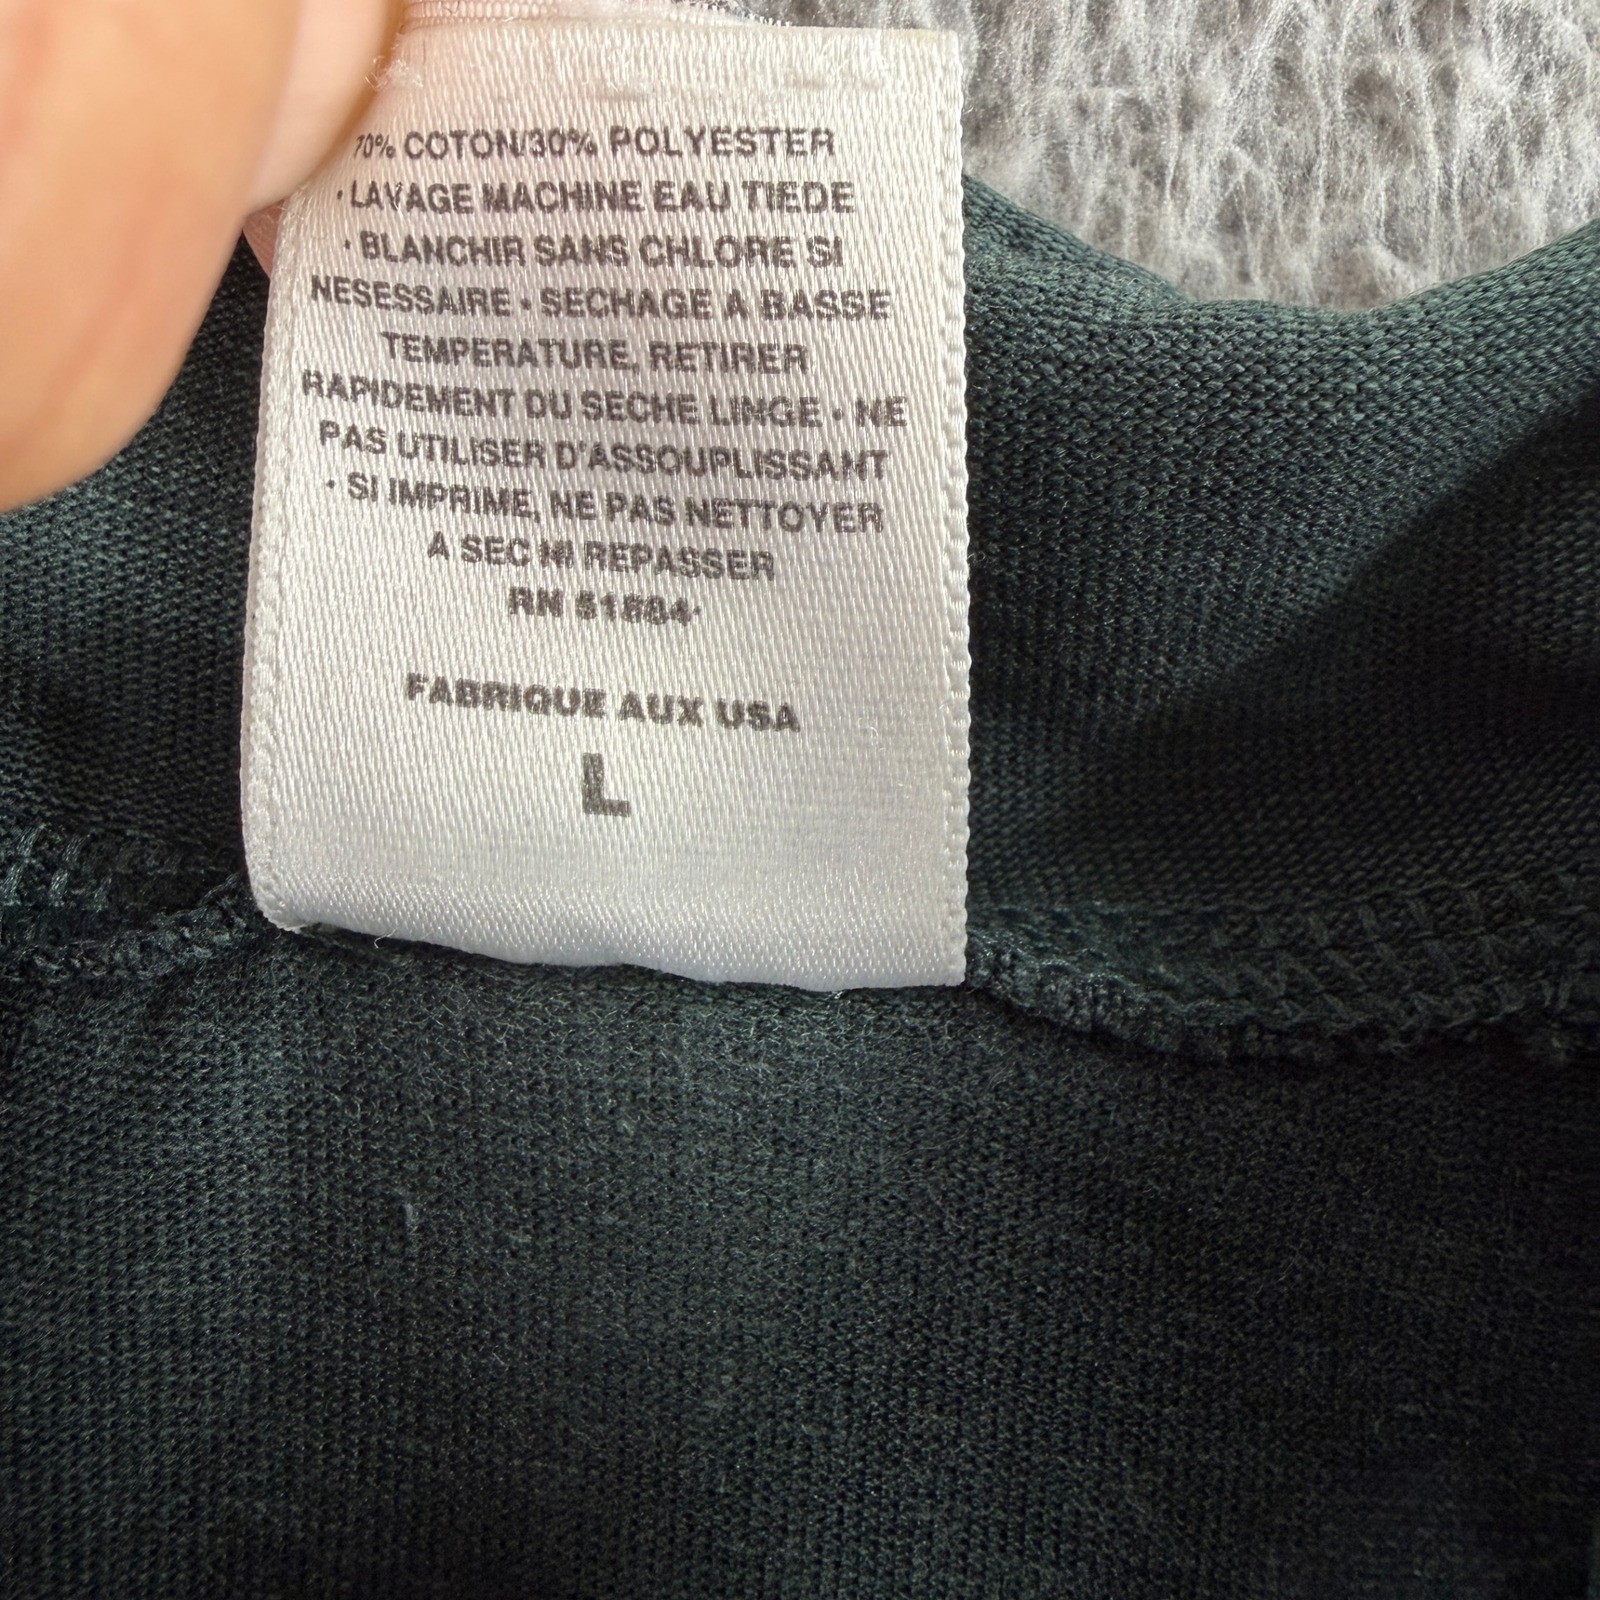 70% COTON/30% POLYESTER
· LAVAGE MACHINE EAU TIEDE
· BLANCHIR SANS CHLORE SI
NESESSAIRE · SECHAGE A BASSE
TEMPERATURE, RETIRER
RAPIDEMENT DU SECHE LINGE · NE
PAS UTILISER D'ASSOUPLISSANT
· SI IMPRIME, NE PAS NETTOYER
A SEC NI REPASSER
RN
FABRIQUE AUX USA
L